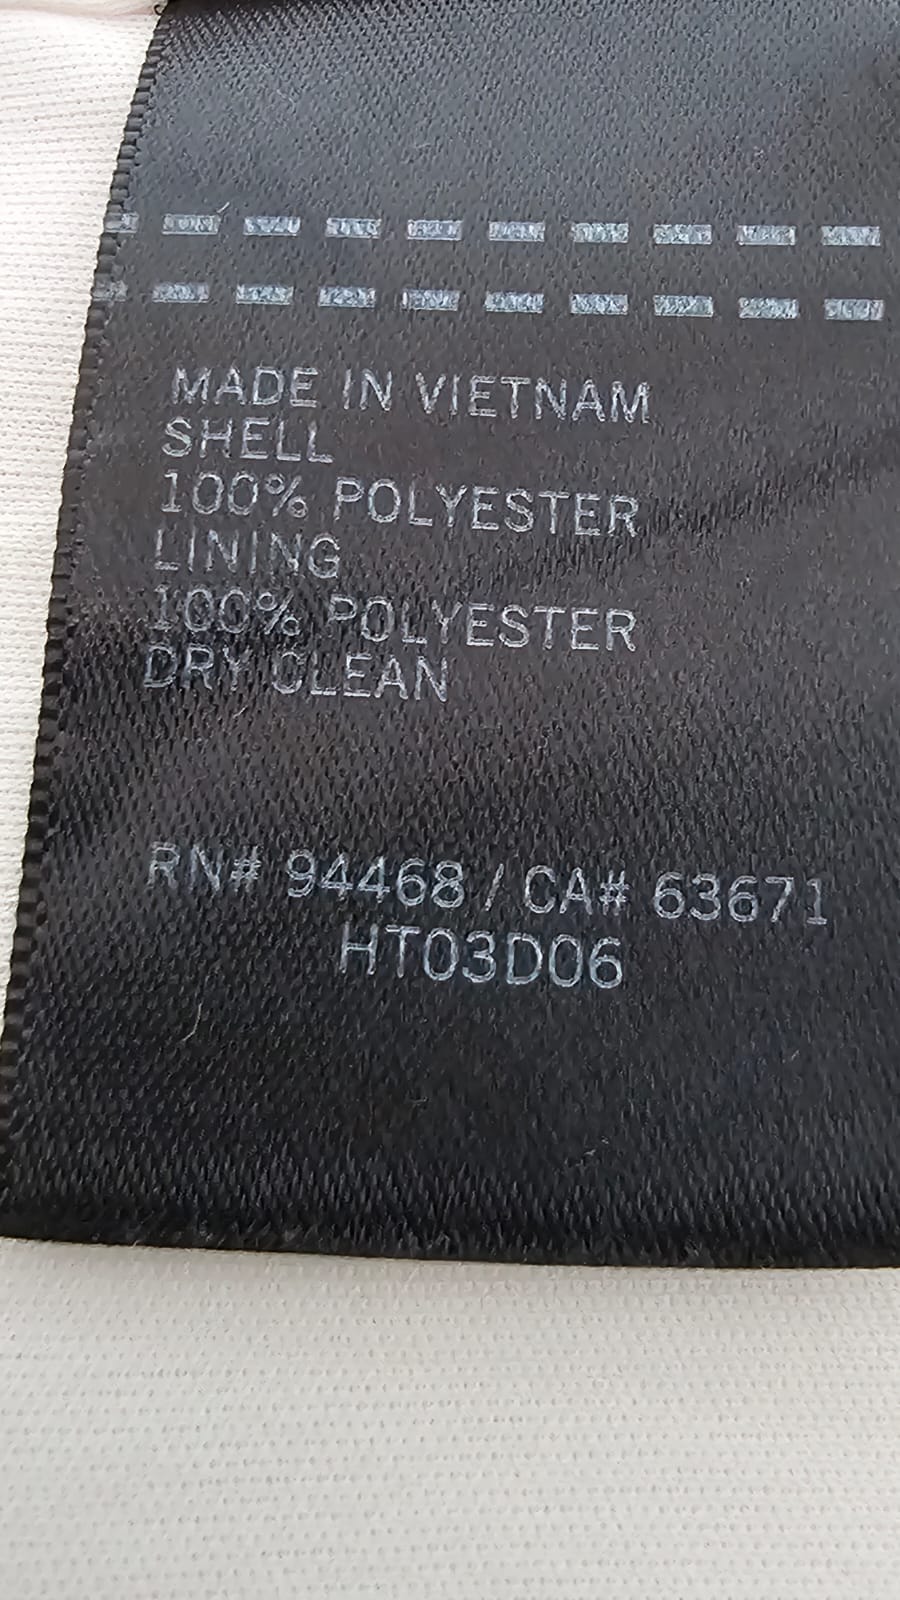 MADE IN VIETNAM
SHELL
100% POLYESTER
LINING
100% POLYESTER
DRY CLEAN
RN# 94468 / CA# 63671
HT03D06